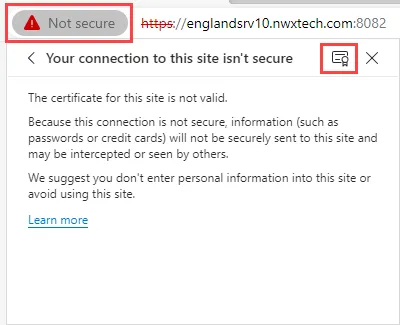 Not secure https://englandsrv10.nwxtech.com:8082
Your connection to this site isn't secure
The certificate for this site is not valid.
Because this connection is not secure, information (such as
passwords or credit cards) will not be securely sent to this site and
may be intercepted or seen by others.
We suggest you don't enter personal information into this site or
avoid using this site.
Learn more